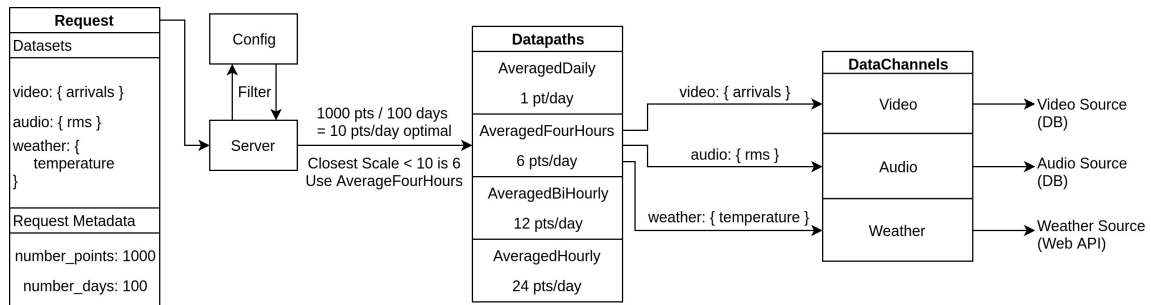 Request
Datasets
video: { arrivals }
audio: { rms }
weather: {
temperature
}
Request Metadata
number_points: 1000
number_days: 100
Config
Filter
Server
1000 pts / 100 days
= 10 pts/day optimal
Closest Scale < 10 is 6
Use AverageFourHours
Datapaths
AveragedDaily
1 pt/day
AveragedFourHours
6 pts/day
AveragedBiHourly
12 pts/day
AveragedHourly
24 pts/day
video: { arrivals }
audio: { rms }
weather: { temperature }
DataChannels
Video
Audio
Weather
Video Source
(DB)
Audio Source
(DB)
Weather Source
(Web API)